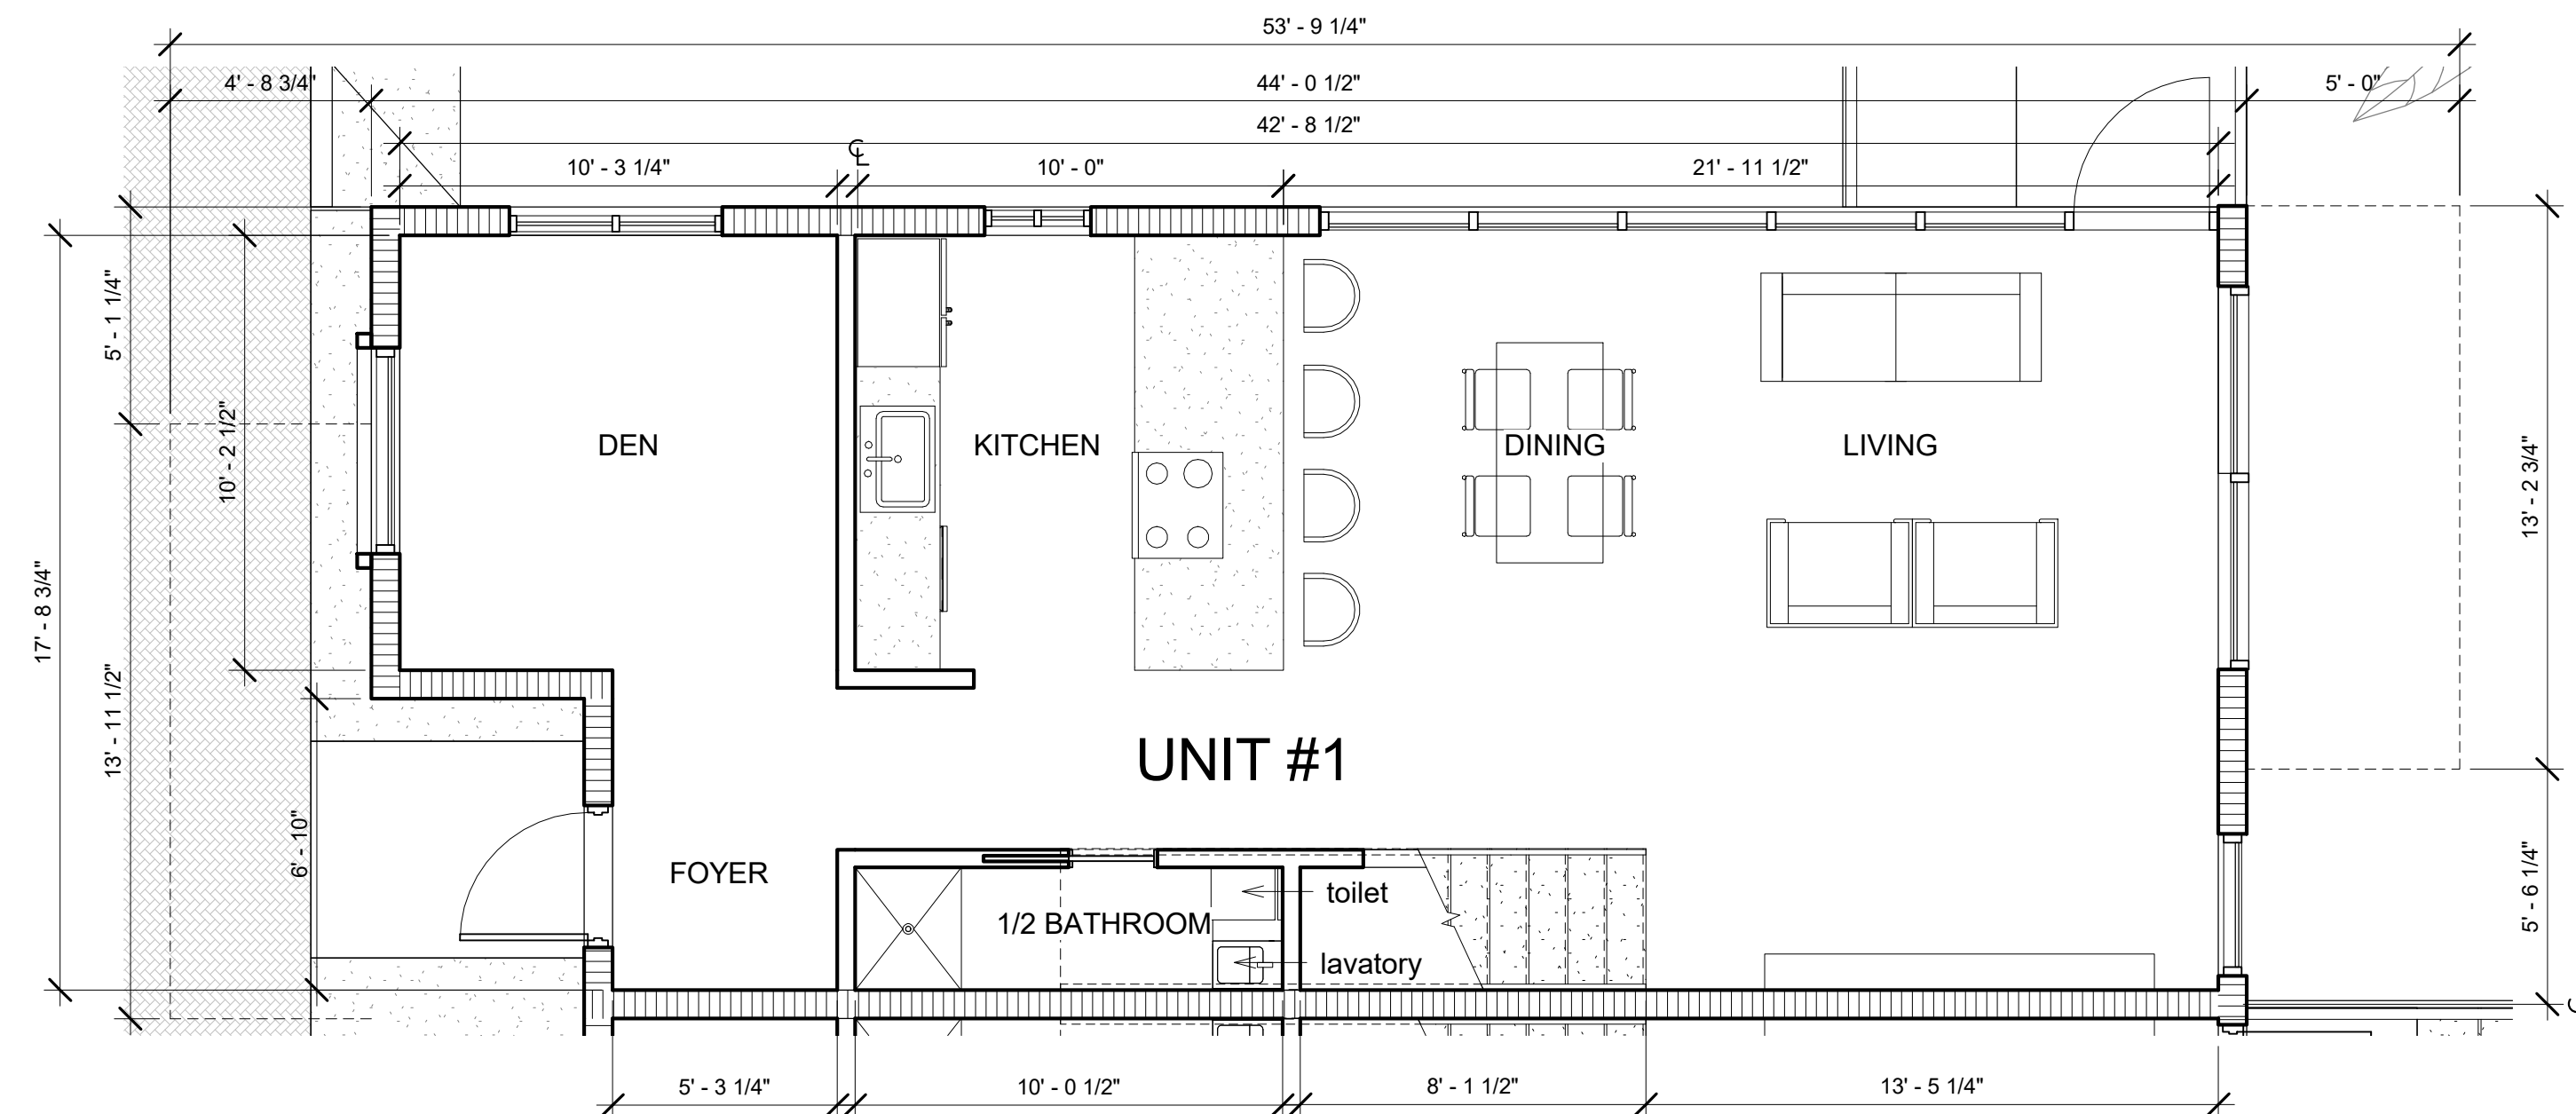 53' - 9 1/4"
4' - 8 3/4"
44' - 0 1/2"
5' - 0"
42' - 8 1/2"
CL
10' - 3 1/4"
10' - 0"
21' - 11 1/2"
5' - 1 1/4"
10' - 2 1/2"
17' - 8 3/4"
13' - 11 1/2"
6' - 10"
13' - 2 3/4"
5' - 6 1/4"
DEN
KITCHEN
DINING
LIVING
UNIT #1
FOYER
toilet
1/2 BATHROOM
lavatory
5' - 3 1/4"
10' - 0 1/2"
8' - 1 1/2"
13' - 5 1/4"